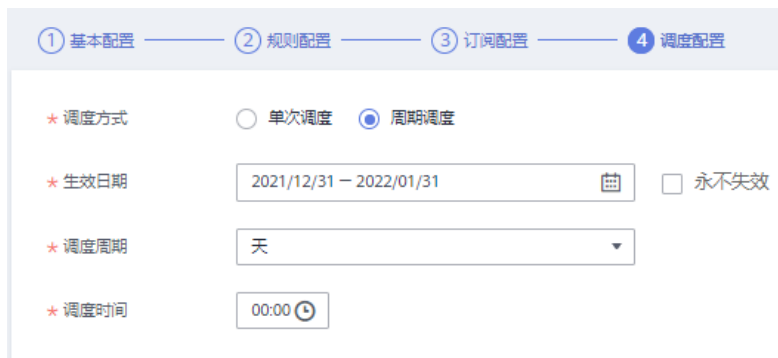 1 基本配置 2 规则配置 3 订阅配置 4 调度配置
* 调度方式 单次调度 周期调度
* 生效日期 2021/12/31 — 2022/01/31 永不失效
* 调度周期 天
* 调度时间 00:00